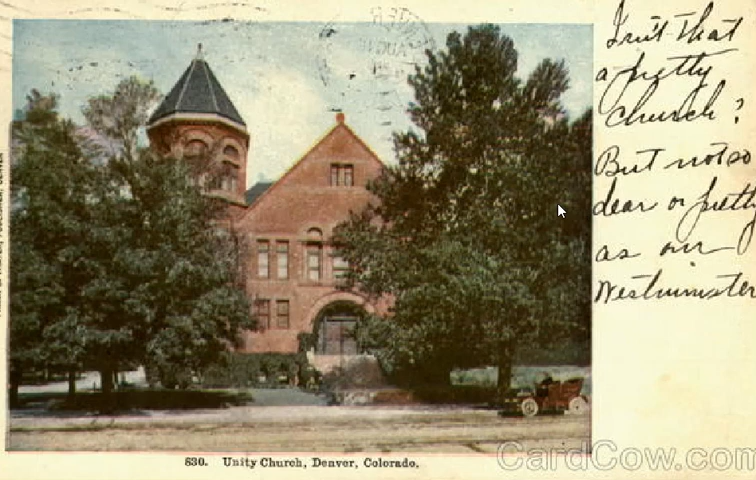 Isn't that
a pretty
church?
But not so
dear or pretty
as our
Westminster
830. Unity Church, Denver, Colorado.
CardCow.com